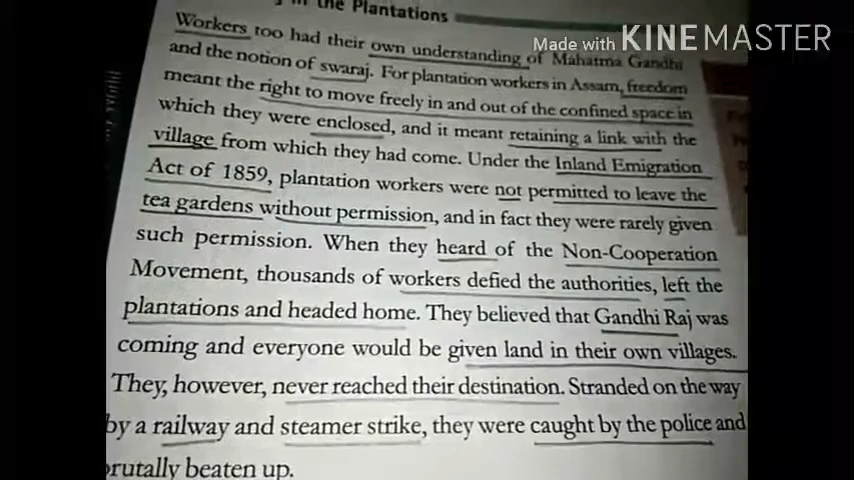 in the Plantations
Made with KINEMASTER
Workers too had their own understanding of Mahatma Gandhi
and the notion of swaraj. For plantation workers in Assam, freedom
meant the right to move freely in and out of the confined space in
which they were enclosed, and it meant retaining a link with the
village from which they had come. Under the Inland Emigration
Act of 1859, plantation workers were not permitted to leave the
tea gardens without permission, and in fact they were rarely given
such permission. When they heard of the Non-Cooperation
Movement, thousands of workers defied the authorities, left the
plantations and headed home. They believed that Gandhi Raj was
coming and everyone would be given land in their own villages.
They, however, never reached their destination. Stranded on the way
by a railway and steamer strike, they were caught by the police and
brutally beaten up.